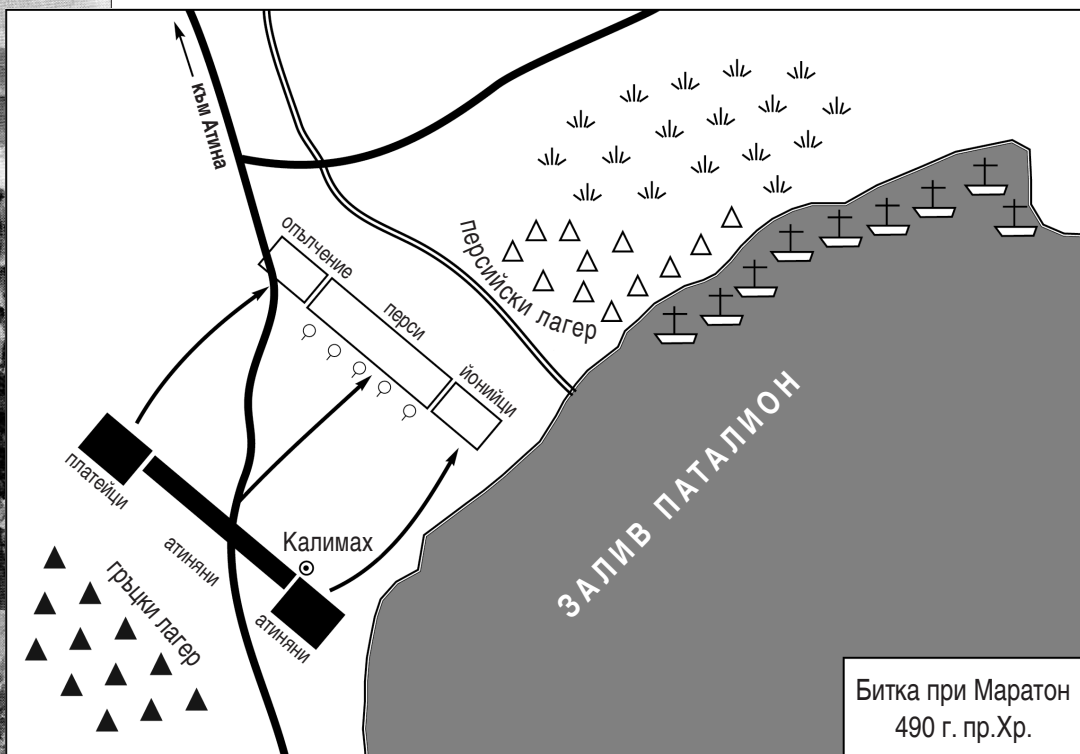 към Атина
опълчение
перси
йонийци
персийски лагер
платейци
атиняни
Калимах
атиняни
гръцки лагер
ЗАЛИВ ПАТАЛИОН
Битка при Маратон
490 г. пр.Хр.